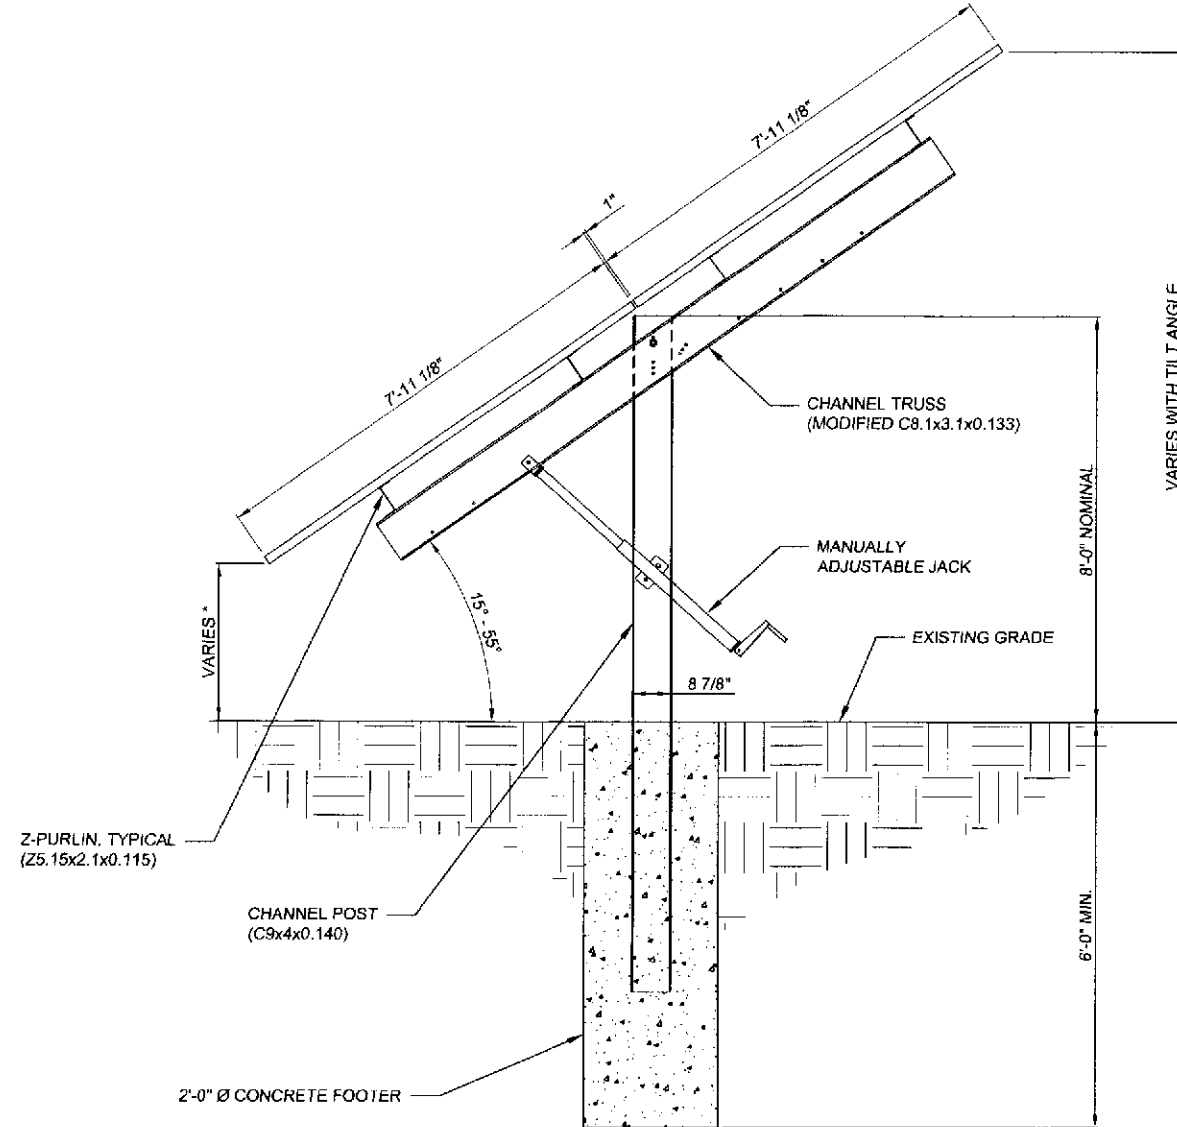 7'-11 1/8"
1"
7'-11 1/8"
VARIES WITH TILT ANGLE
CHANNEL TRUSS
(MODIFIED C8.1x3.1x0.133)
8'-0" NOMINAL
MANUALLY
ADJUSTABLE JACK
15° - 55°
VARIES *
EXISTING GRADE
8 7/8"
Z-PURLIN, TYPICAL
(Z5.15x2.1x0.115)
CHANNEL POST
(C9x4x0.140)
6'-0" MIN.
2'-0" Ø CONCRETE FOOTER